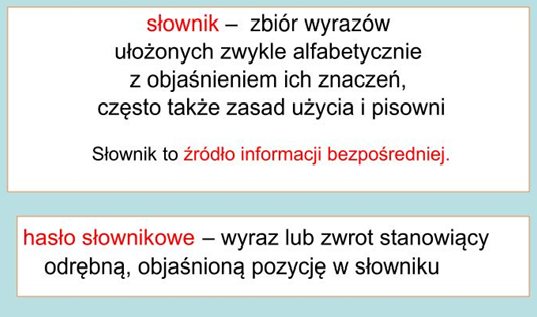 słownik – zbiór wyrazów
ułożonych zwykle alfabetycznie
z objaśnieniem ich znaczeń,
często także zasad użycia i pisowni
Słownik to źródło informacji bezpośredniej.
hasło słownikowe – wyraz lub zwrot stanowiący
odrębną, objaśnioną pozycję w słowniku